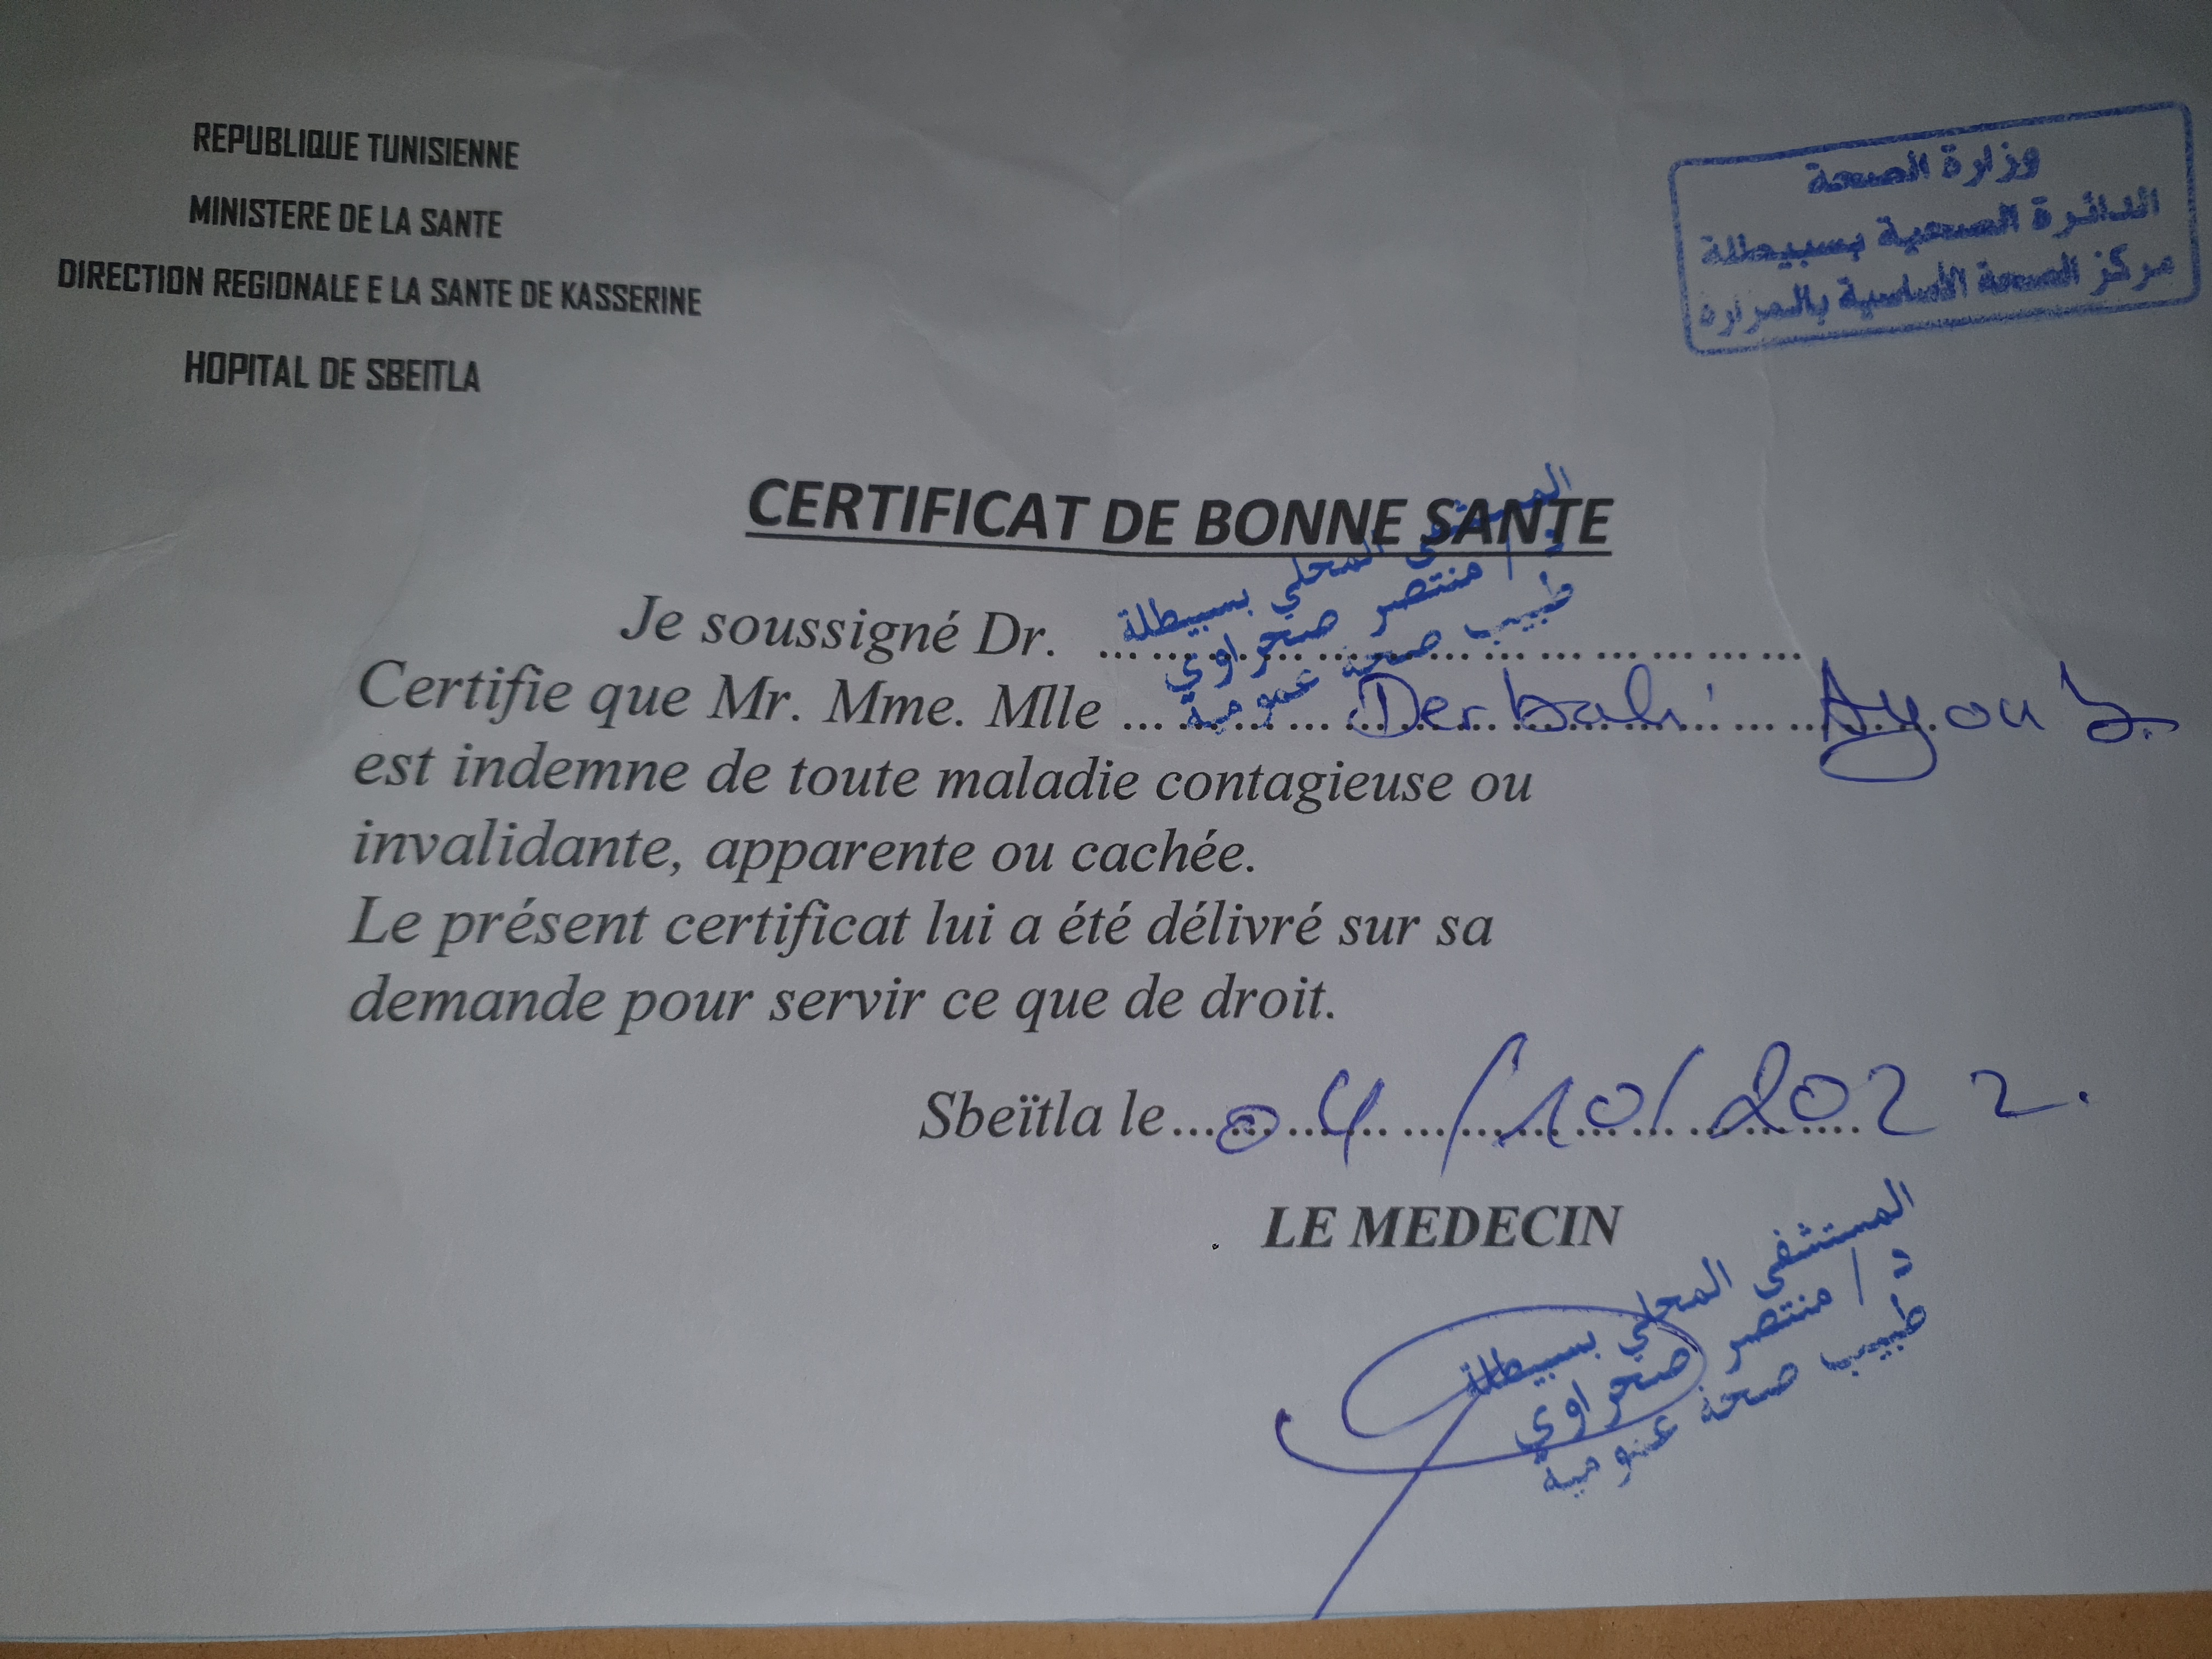 REPUBLIQUE TUNISIENNE
MINISTERE DE LA SANTE
DIRECTION REGIONALE E LA SANTE DE KASSERINE
HOPITAL DE SBEITLA
وزارة الصحة
الدائرة الصحية بسبيطلة
مركز الصحة الأساسية
CERTIFICAT DE BONNE SANTE
المستشفى المحلي بسبيطلة
د / منتصر صخراوي
طبيب صحة عمومية
Je soussigné Dr. ........................
Certifie que Mr. Mme. Mlle ... Derbali Ayoub.
est indemne de toute maladie contagieuse ou
invalidante, apparente ou cachée.
Le présent certificat lui a été délivré sur sa
demande pour servir ce que de droit.
Sbeïtla le... 04/10/2022.
LE MEDECIN
المستشفى المحلي بسبيطلة
د / منتصر صخراوي
طبيب صحة عمومية